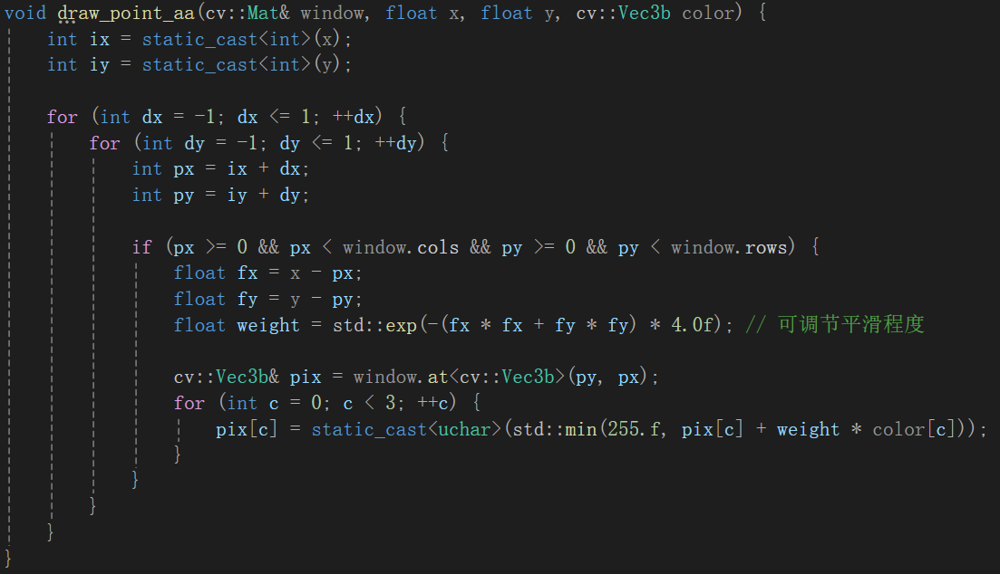 void draw_point_aa(cv::Mat& window, float x, float y, cv::Vec3b color) {
    int ix = static_cast<int>(x);
    int iy = static_cast<int>(y);

    for (int dx = -1; dx <= 1; ++dx) {
        for (int dy = -1; dy <= 1; ++dy) {
            int px = ix + dx;
            int py = iy + dy;

            if (px >= 0 && px < window.cols && py >= 0 && py < window.rows) {
                float fx = x - px;
                float fy = y - py;
                float weight = std::exp(-(fx * fx + fy * fy) * 4.0f); // 可调节平滑程度

                cv::Vec3b& pix = window.at<cv::Vec3b>(py, px);
                for (int c = 0; c < 3; ++c) {
                    pix[c] = static_cast<uchar>(std::min(255.f, pix[c] + weight * color[c]));
                }
            }
        }
    }
}